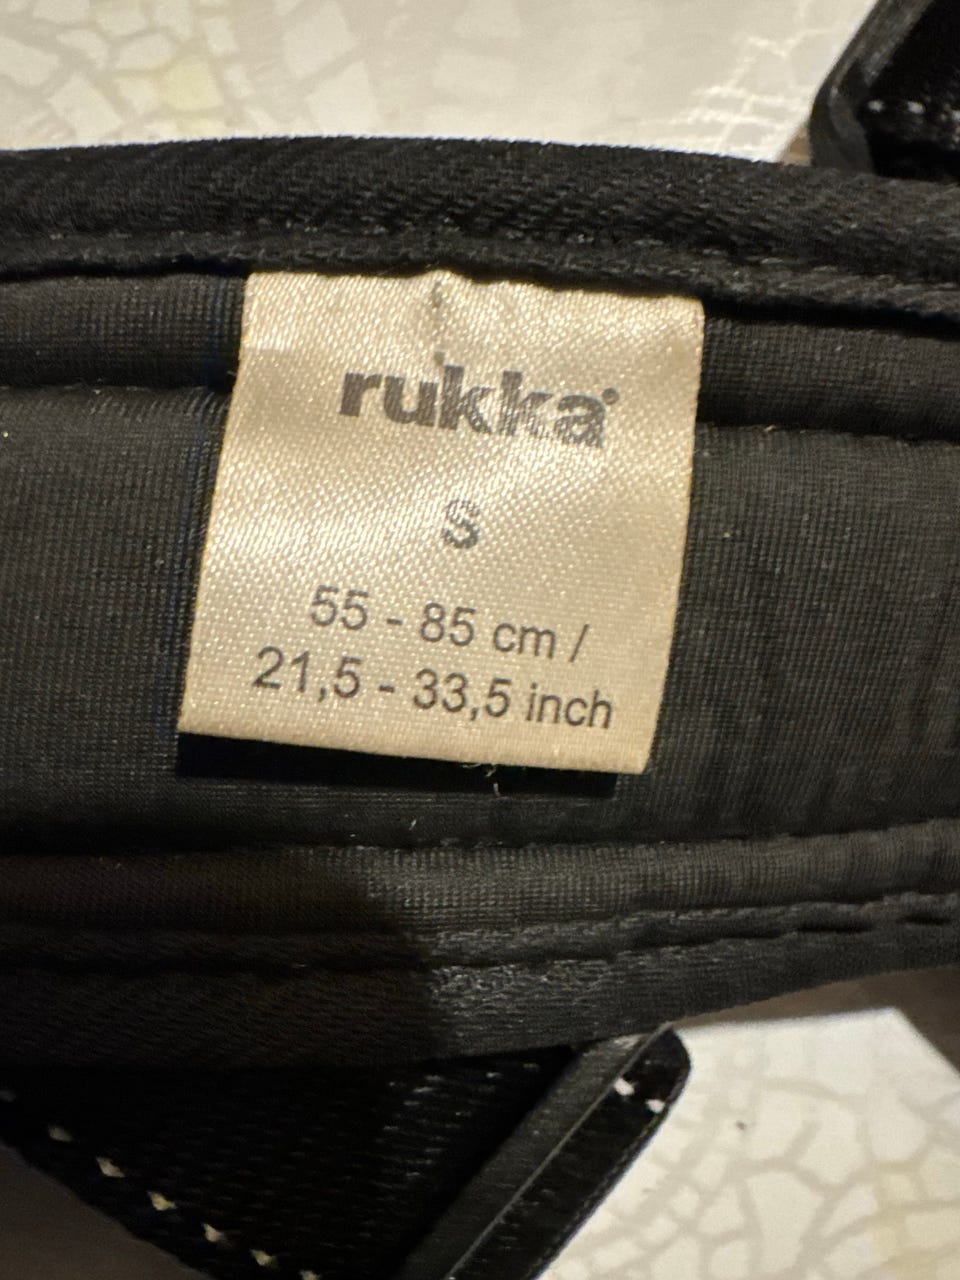 rukka®
S
55 - 85 cm /
21,5 - 33,5 inch